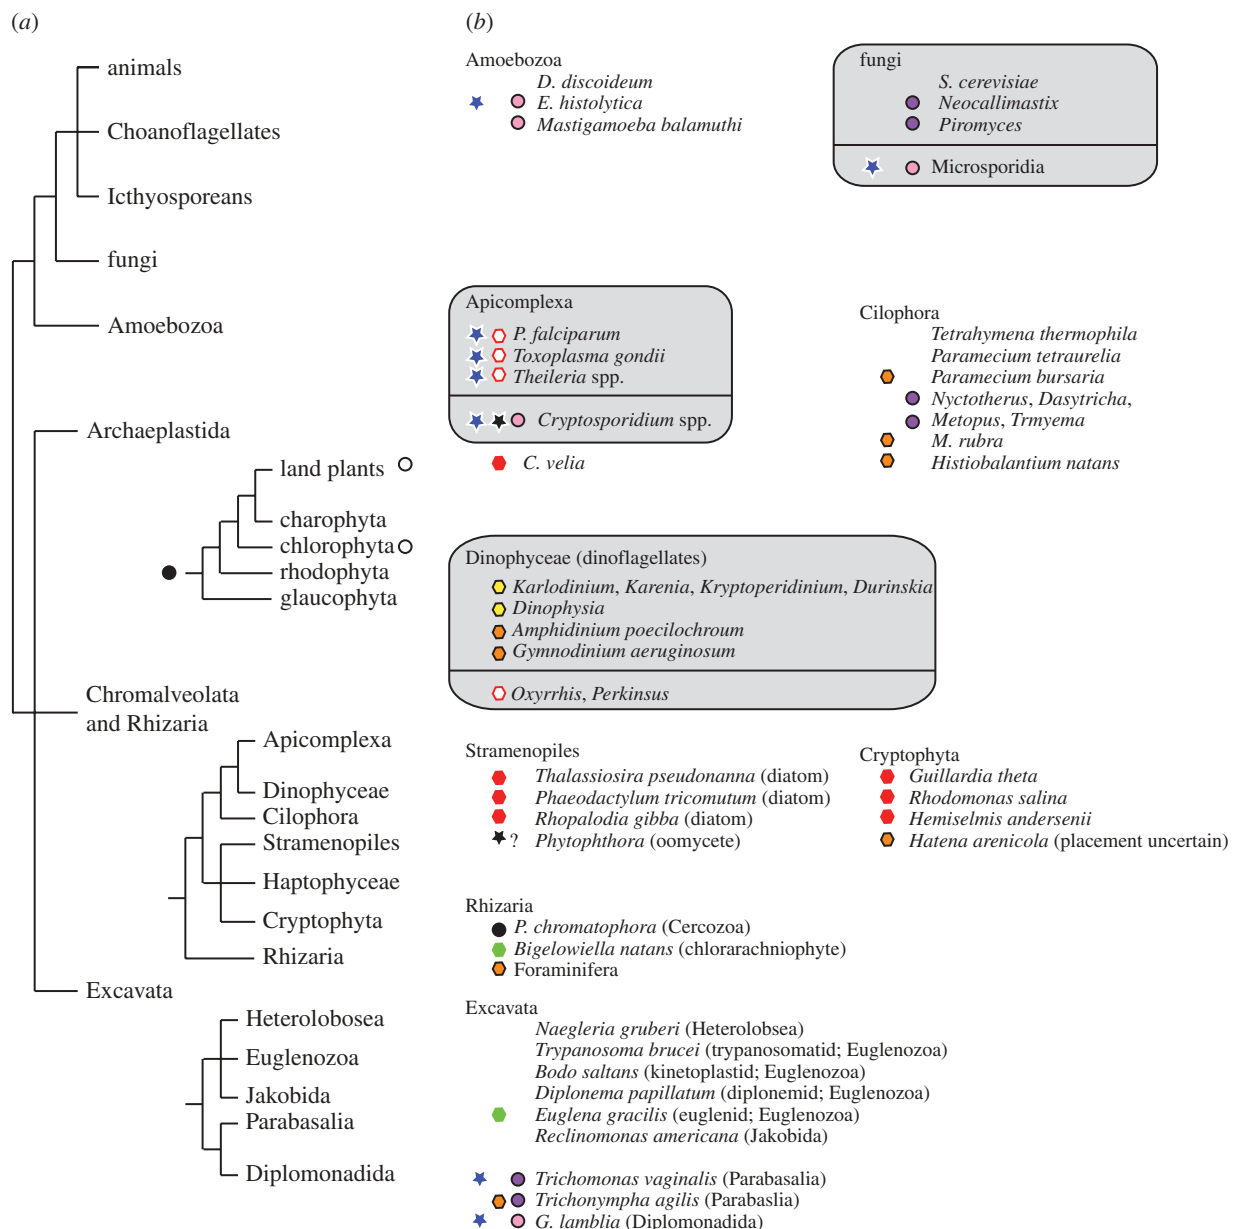 (a)
animals
Choanoflagellates
Icthyosporeans
fungi
Amoebozoa
Archaeplastida
land plants
charophyta
chlorophyta
rhodophyta
glaucophyta
Chromalveolata
and Rhizaria
Apicomplexa
Dinophyceae
Cilophora
Stramenopiles
Haptophyceae
Cryptophyta
Rhizaria
Excavata
Heterolobosea
Euglenozoa
Jakobida
Parabasalia
Diplomonadida
(b)
Amoebozoa
D. discoideum
E. histolytica
Mastigamoeba balamuthi
fungi
S. cerevisiae
Neocallimastix
Piromyces
Microsporidia
Apicomplexa
P. falciparum
Toxoplasma gondii
Theileria spp.
Cryptosporidium spp.
C. velia
Cilophora
Tetrahymena thermophila
Paramecium tetraurelia
Paramecium bursaria
Nyctotherus, Dasytricha,
Metopus, Trmyema
M. rubra
Histiobalantium natans
Dinophyceae (dinoflagellates)
Karlodinium, Karenia, Kryptoperidinium, Durinskia
Dinophysia
Amphidinium poecilochroum
Gymnodinium aeruginosum
Oxyrrhis, Perkinsus
Stramenopiles
Thalassiosira pseudonanna (diatom)
Phaeodactylum tricomutum (diatom)
Rhopalodia gibba (diatom)
? Phytophthora (oomycete)
Cryptophyta
Guillardia theta
Rhodomonas salina
Hemiselmis andersenii
Hatena arenicola (placement uncertain)
Rhizaria
P. chromatophora (Cercozoa)
Bigelowiella natans (chlorarachniophyte)
Foraminifera
Excavata
Naegleria gruberi (Heterolobsea)
Trypanosoma brucei (trypanosomatid; Euglenozoa)
Bodo saltans (kinetoplastid; Euglenozoa)
Diplonema papillatum (diplonemid; Euglenozoa)
Euglena gracilis (euglenid; Euglenozoa)
Reclinomonas americana (Jakobida)
Trichomonas vaginalis (Parabasalia)
Trichonympha agilis (Parabaslia)
G. lamblia (Diplomonadida)